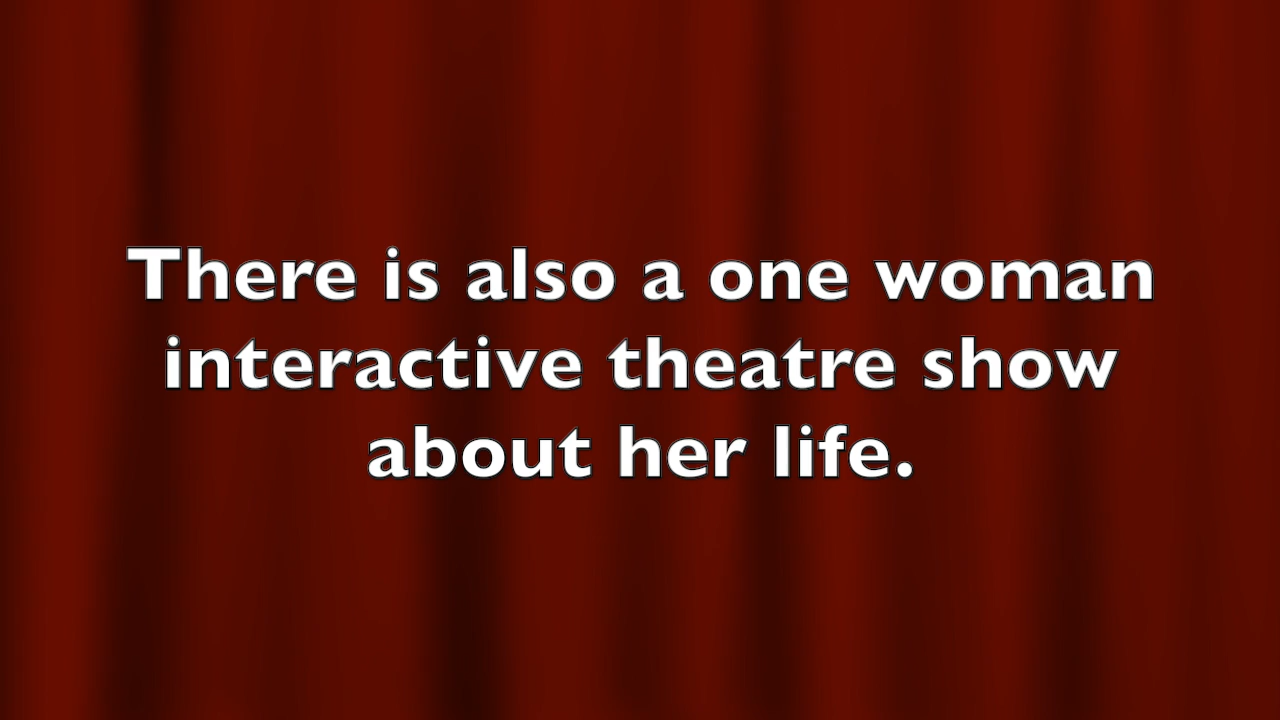 There is also a one woman
interactive theatre show
about her life.